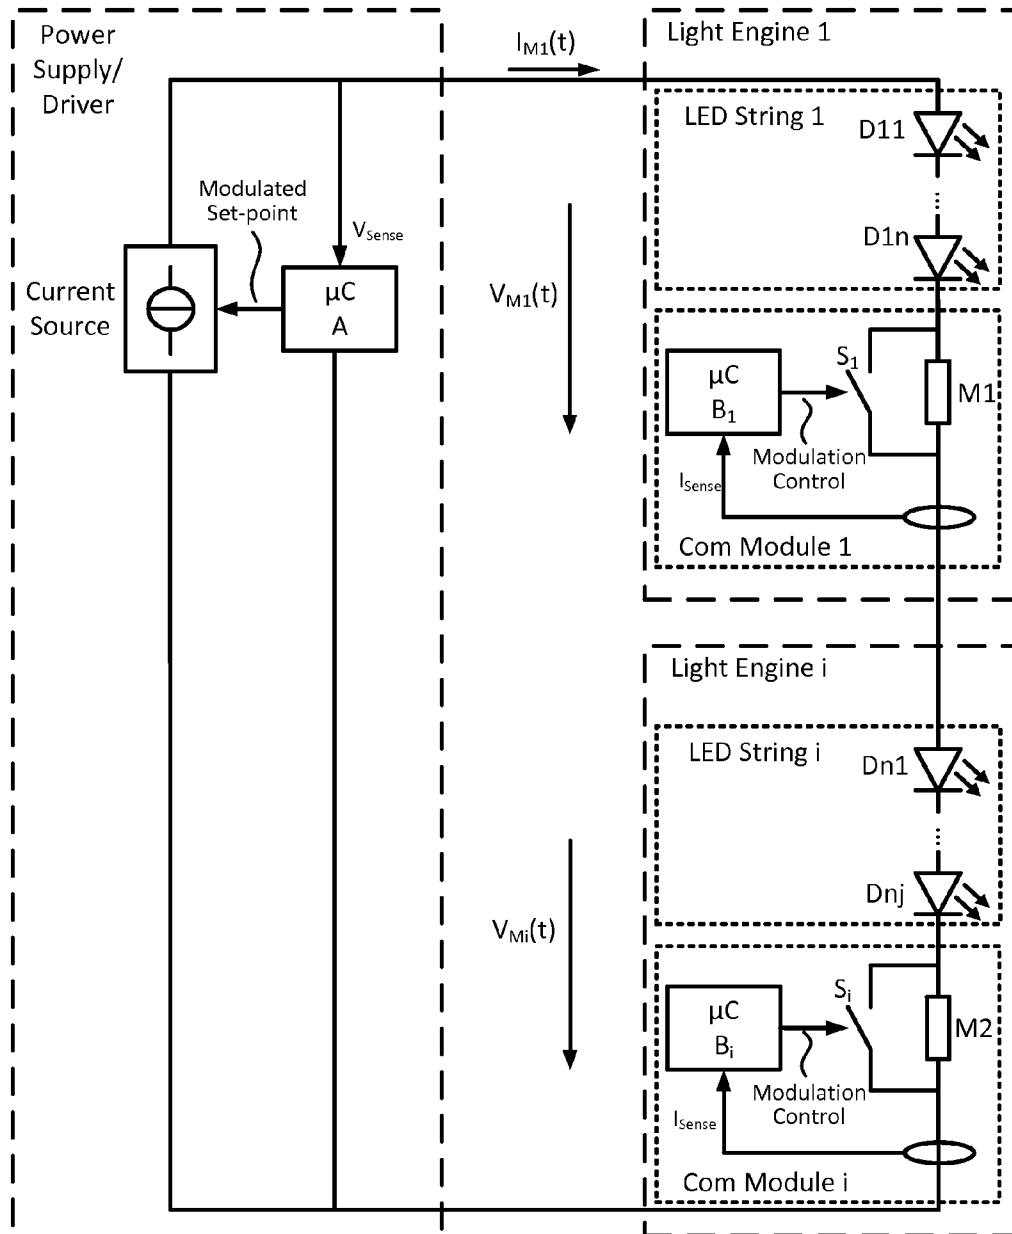 Power
Supply/
Driver
I_M1(t)
Light Engine 1
LED String 1
D11
D1n
Modulated
Set-point
V_Sense
Current
Source
µC
A
V_M1(t)
µC
B_1
S_1
M1
Modulation
Control
I_Sense
Com Module 1
Light Engine i
LED String i
Dn1
Dnj
V_Mi(t)
µC
B_i
S_i
M2
Modulation
Control
I_Sense
Com Module i